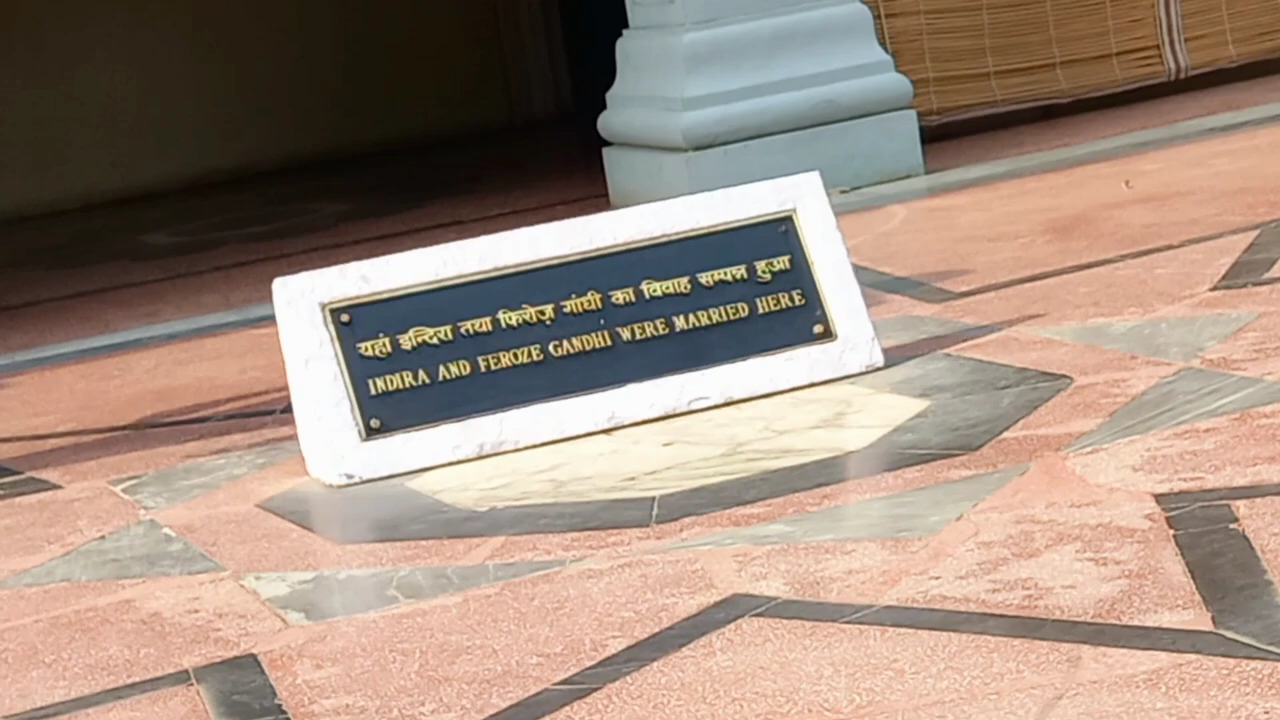 यहां इन्दिरा तथा फिरोज़ गांधी का विवाह सम्पन्न हुआ
INDIRA AND FEROZE GANDHI WERE MARRIED HERE